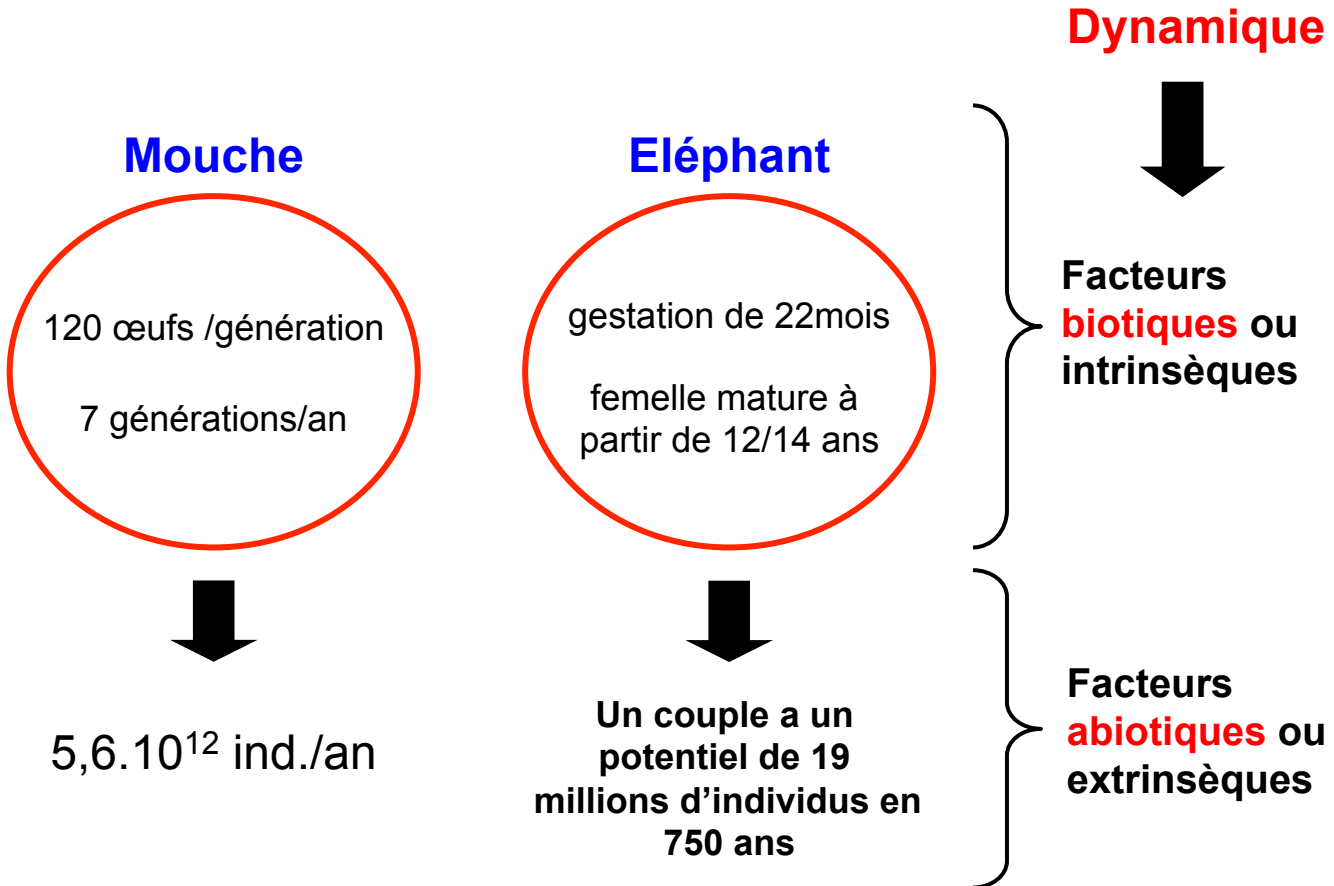 Dynamique
Mouche
120 œufs /génération
7 générations/an
5,6.10¹² ind./an
Eléphant
gestation de 22mois
femelle mature à
partir de 12/14 ans
Un couple a un
potentiel de 19
millions d’individus en
750 ans
Facteurs
biotiques ou
intrinsèques
Facteurs
abiotiques ou
extrinsèques